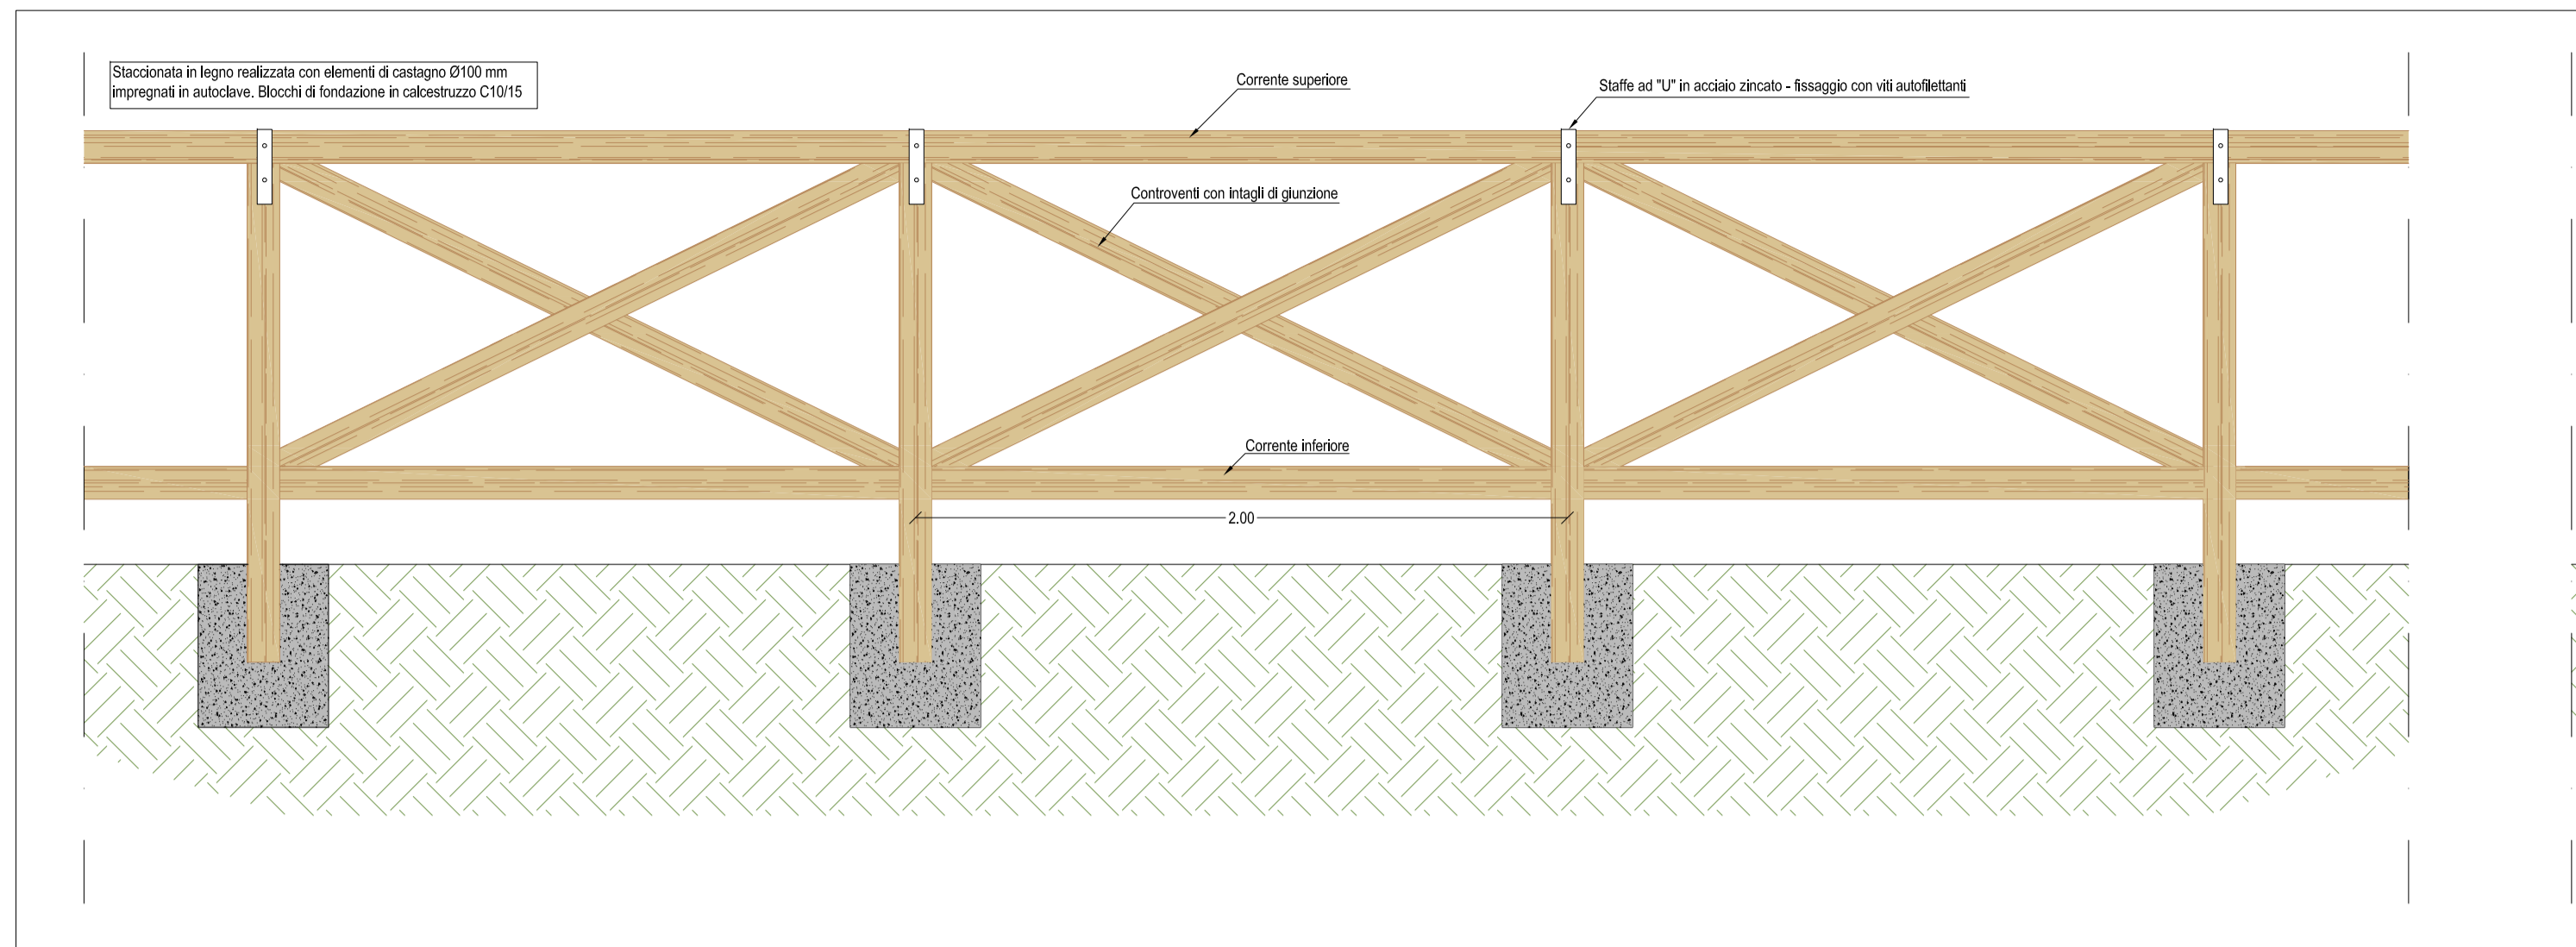 Staccionata in legno realizzata con elementi di castagno Ø100 mm
impregnati in autoclave. Blocchi di fondazione in calcestruzzo C10/15
Corrente superiore
Staffe ad "U" in acciaio zincato - fissaggio con viti autofilettanti
Controventi con intagli di giunzione
Corrente inferiore
2.00